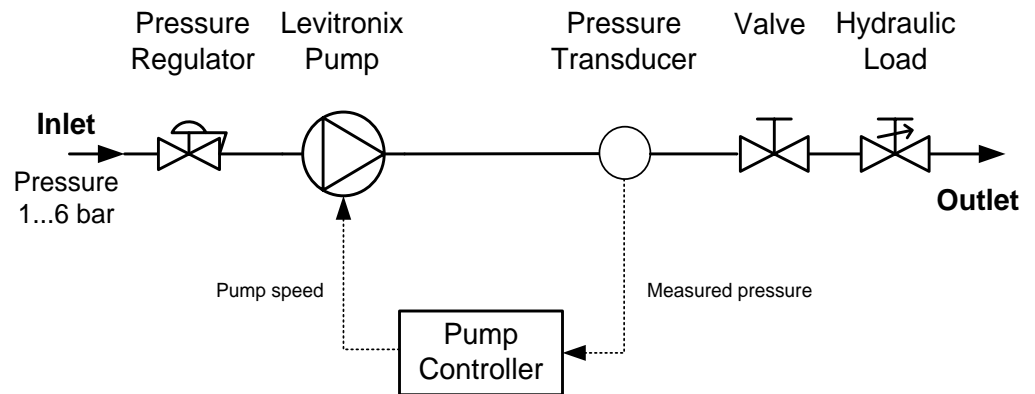 Pressure
Regulator
Levitronix
Pump
Pressure
Transducer
Valve
Hydraulic
Load
Inlet
Pressure
1...6 bar
Outlet
Pump speed
Measured pressure
Pump
Controller